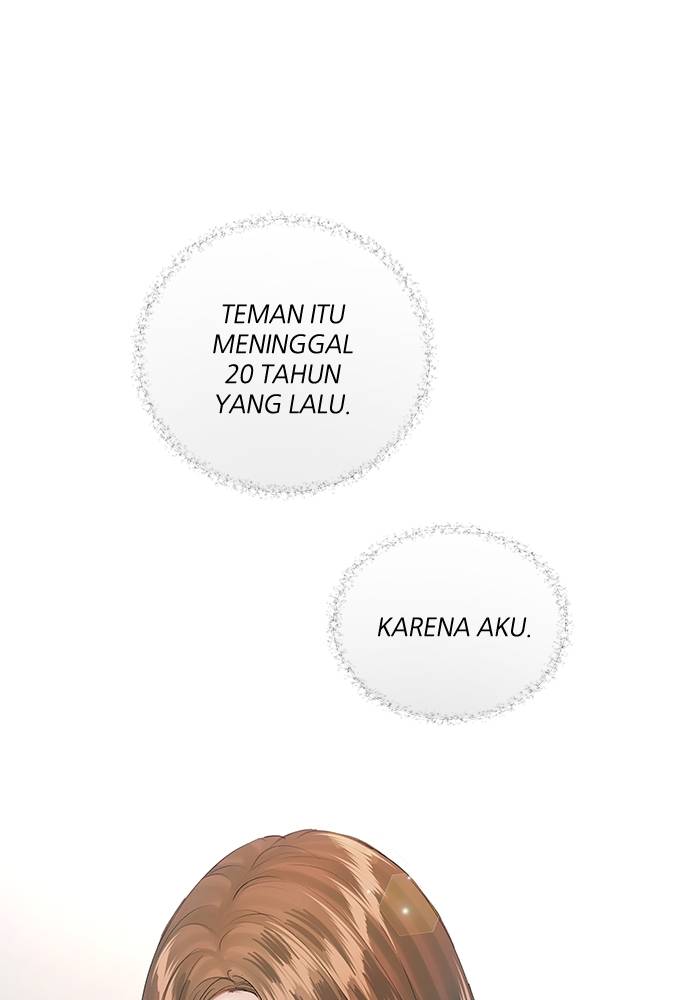 TEMAN ITU
MENINGGAL
20 TAHUN
YANG LALU.
KARENA AKU.